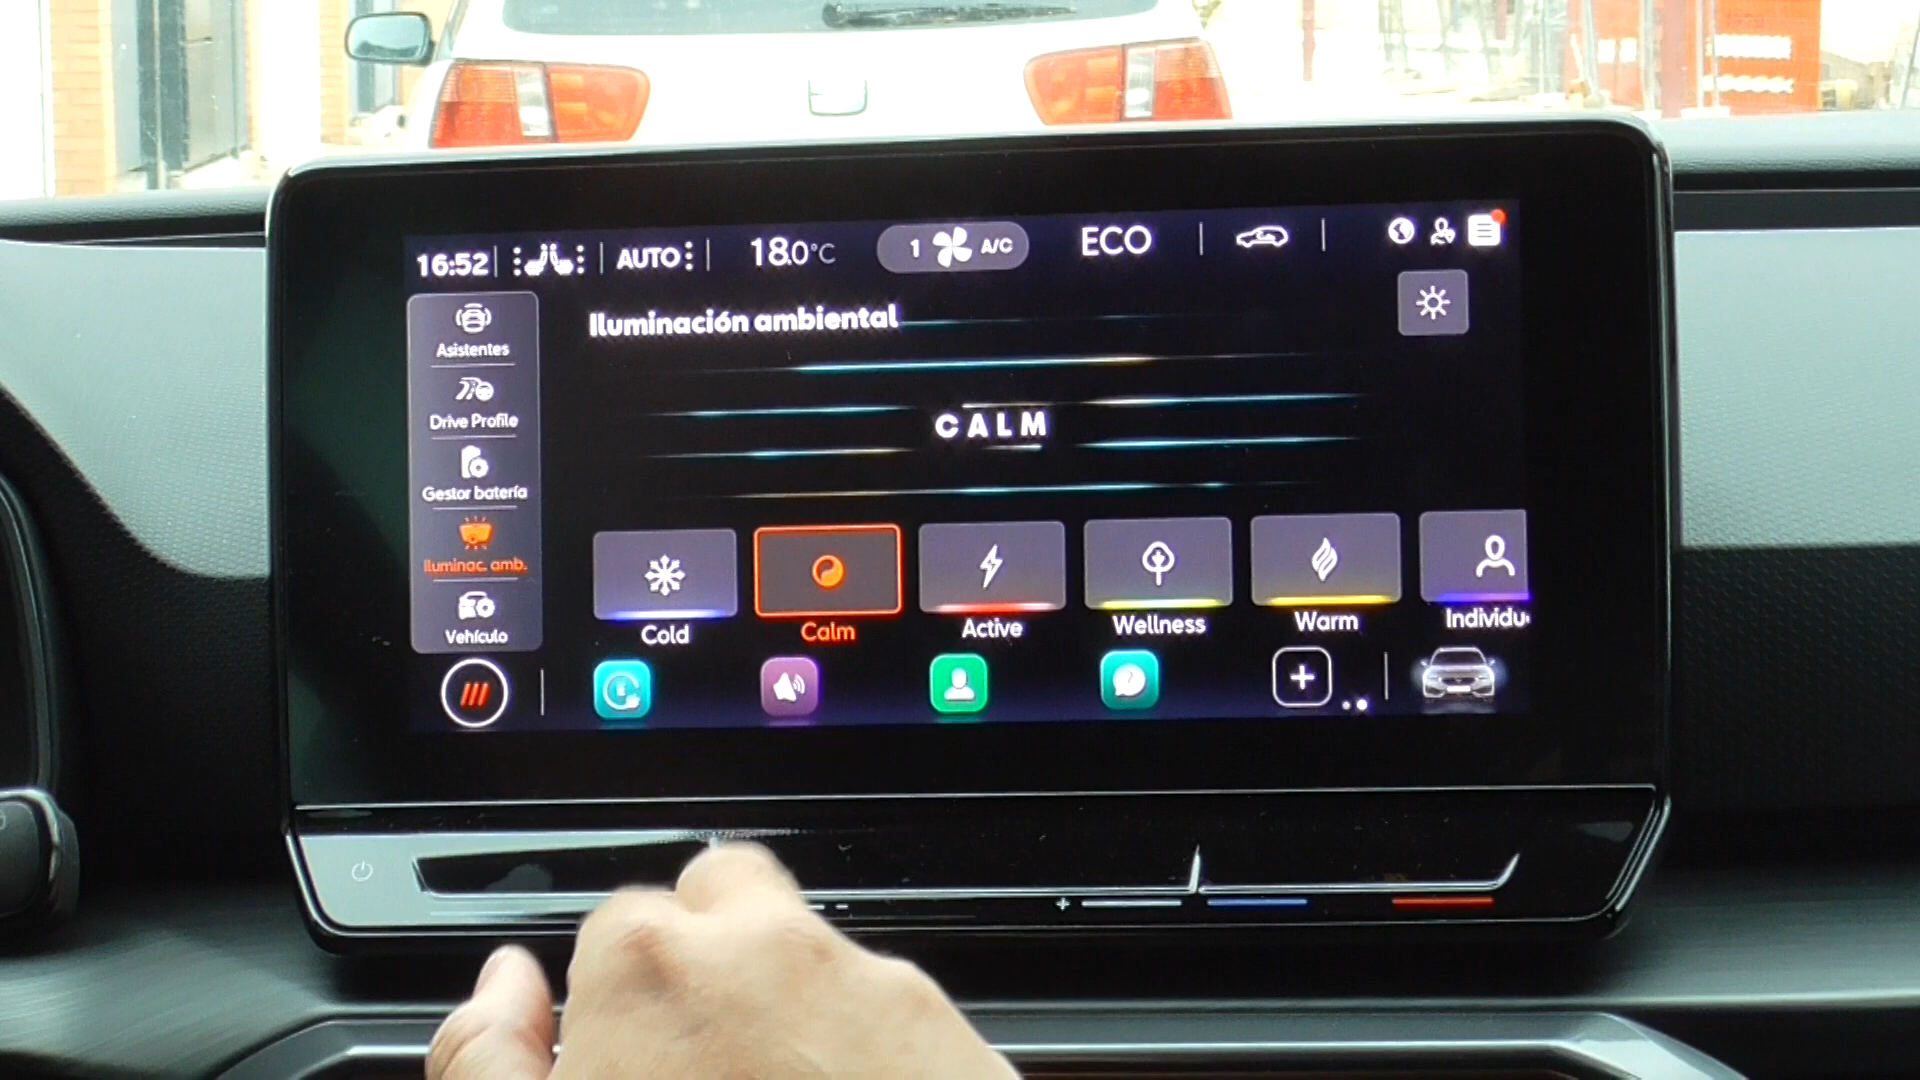 16:52 AUTO 18.0°C 1 A/C ECO
Asistentes
Drive Profile
Gestor batería
Iluminac. amb.
Vehículo
Iluminación ambiental
CALM
Cold
Calm
Active
Wellness
Warm
Individu
- +